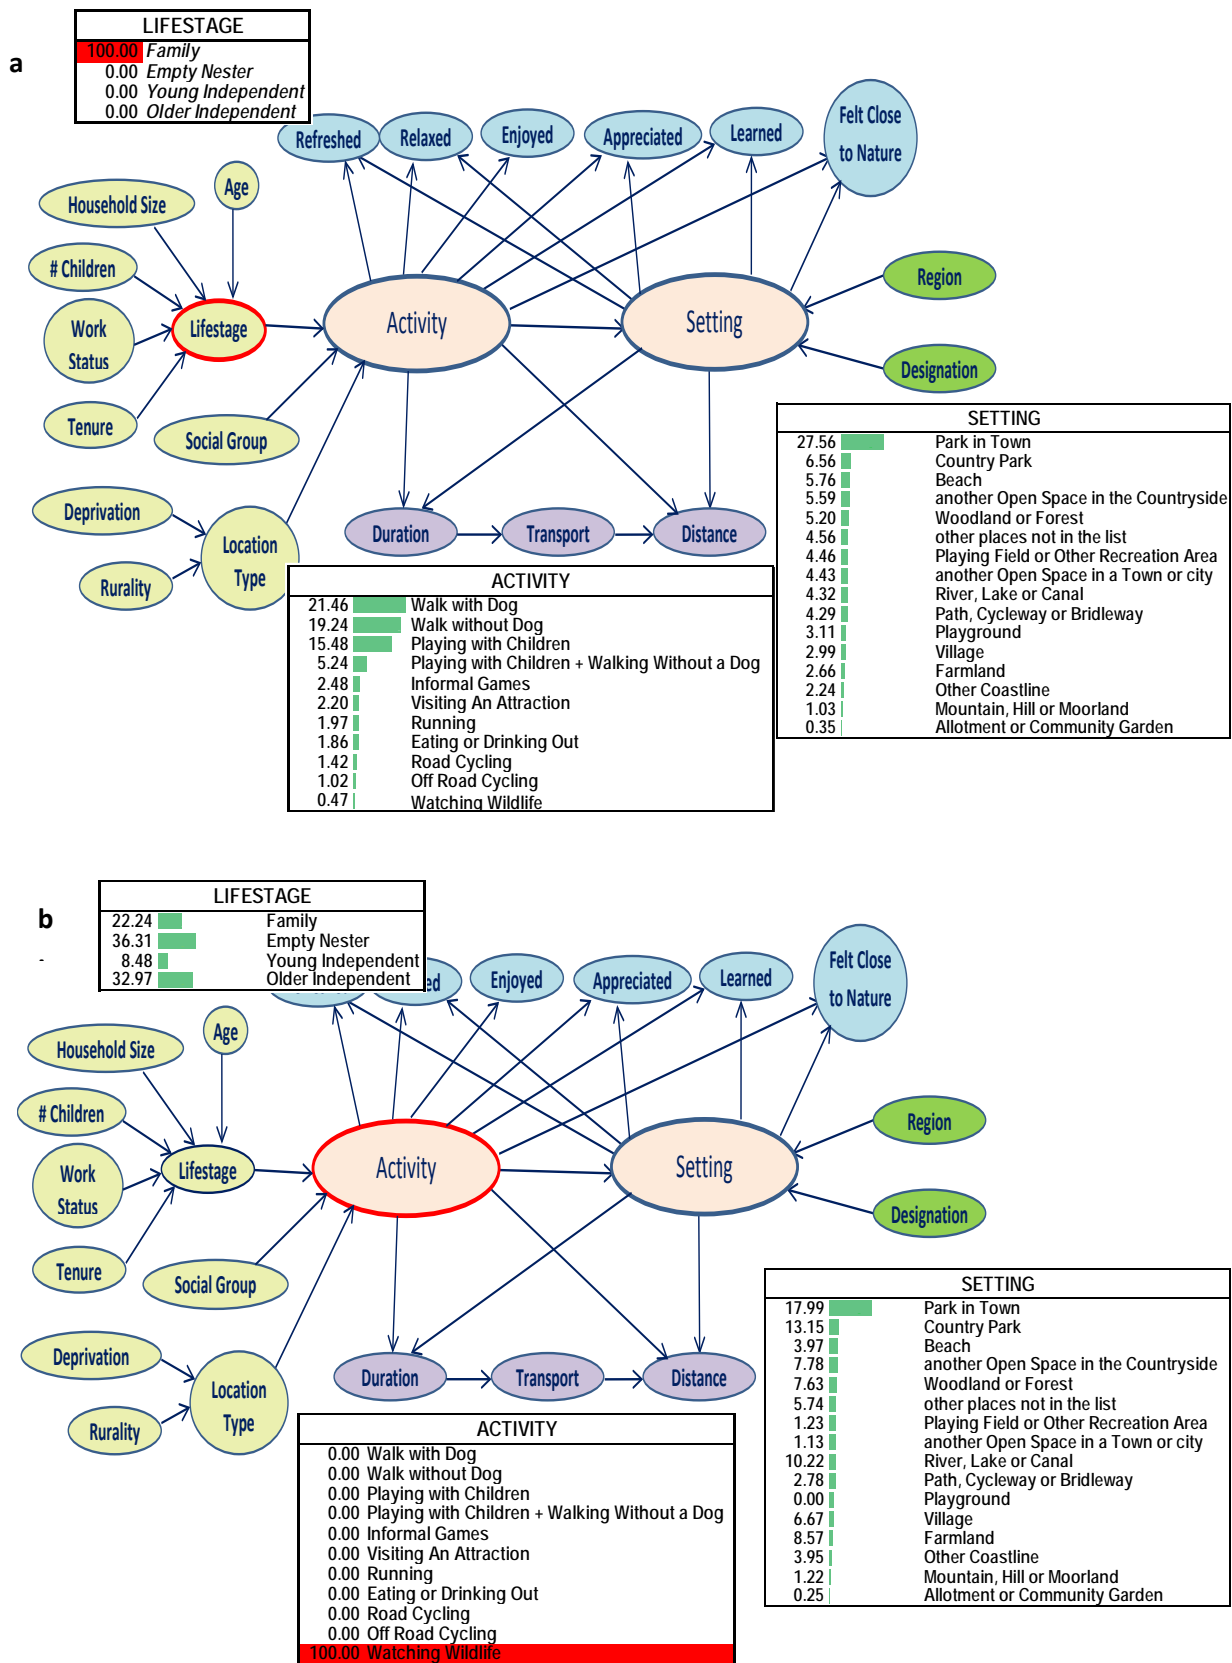 a
LIFESTAGE
100.00 Family
0.00 Empty Nester
0.00 Young Independent
0.00 Older Independent
Refreshed
Relaxed
Enjoyed
Appreciated
Learned
Felt Close
to Nature
Age
Household Size
# Children
Work
Status
Lifestage
Tenure
Activity
Setting
Region
Designation
Social Group
Deprivation
Rurality
Location
Type
Duration
Transport
Distance
SETTING
27.56 Park in Town
6.56 Country Park
5.76 Beach
5.59 another Open Space in the Countryside
5.20 Woodland or Forest
4.56 other places not in the list
4.46 Playing Field or Other Recreation Area
4.43 another Open Space in a Town or city
4.32 River, Lake or Canal
4.29 Path, Cycleway or Bridleway
3.11 Playground
2.99 Village
2.66 Farmland
2.24 Other Coastline
1.03 Mountain, Hill or Moorland
0.35 Allotment or Community Garden
ACTIVITY
21.46 Walk with Dog
19.24 Walk without Dog
15.48 Playing with Children
5.24 Playing with Children + Walking Without a Dog
2.48 Informal Games
2.20 Visiting An Attraction
1.97 Running
1.86 Eating or Drinking Out
1.42 Road Cycling
1.02 Off Road Cycling
0.47 Watching Wildlife
b
LIFESTAGE
22.24 Family
36.31 Empty Nester
8.48 Young Independent
32.97 Older Independent
ed
Enjoyed
Appreciated
Learned
Felt Close
to Nature
Age
Household Size
# Children
Work
Status
Lifestage
Tenure
Activity
Setting
Region
Designation
Social Group
Deprivation
Rurality
Location
Type
Duration
Transport
Distance
SETTING
17.99 Park in Town
13.15 Country Park
3.97 Beach
7.78 another Open Space in the Countryside
7.63 Woodland or Forest
5.74 other places not in the list
1.23 Playing Field or Other Recreation Area
1.13 another Open Space in a Town or city
10.22 River, Lake or Canal
2.78 Path, Cycleway or Bridleway
0.00 Playground
6.67 Village
8.57 Farmland
3.95 Other Coastline
1.22 Mountain, Hill or Moorland
0.25 Allotment or Community Garden
ACTIVITY
0.00 Walk with Dog
0.00 Walk without Dog
0.00 Playing with Children
0.00 Playing with Children + Walking Without a Dog
0.00 Informal Games
0.00 Visiting An Attraction
0.00 Running
0.00 Eating or Drinking Out
0.00 Road Cycling
0.00 Off Road Cycling
100.00 Watching Wildlife